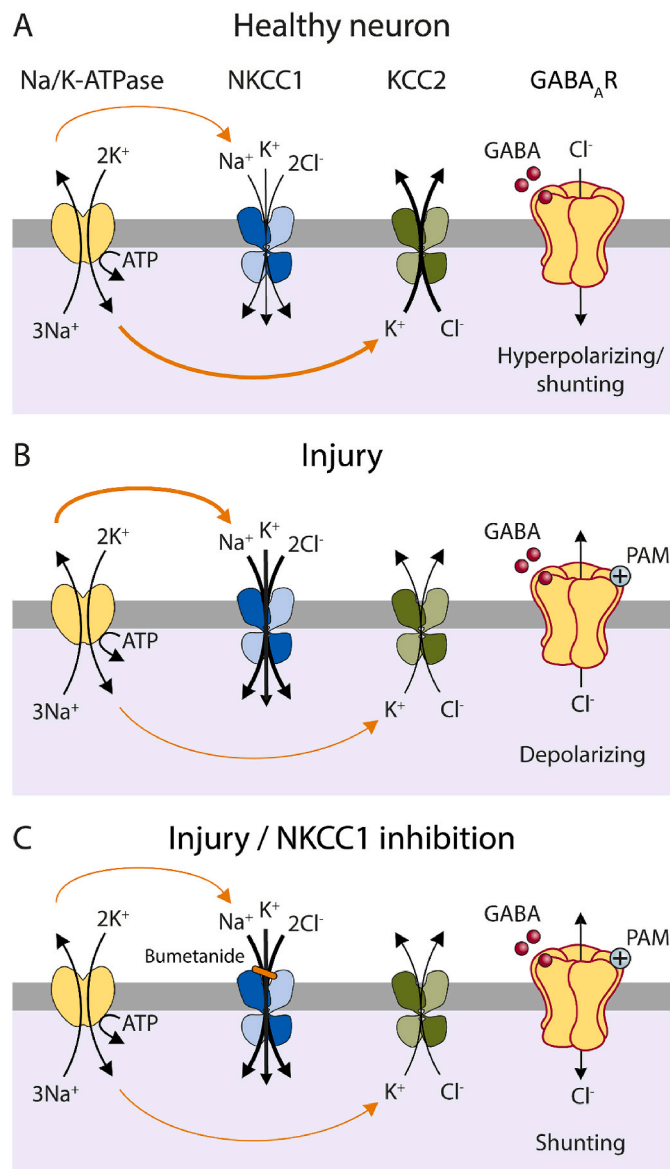 A Healthy neuron
Na/K-ATPase NKCC1 KCC2 GABA_AR
2K⁺ Na⁺ K⁺ 2Cl⁻ GABA Cl⁻
ATP
3Na⁺ K⁺ Cl⁻
Hyperpolarizing/
shunting
B Injury
2K⁺ Na⁺ K⁺ 2Cl⁻ GABA PAM
+
ATP
3Na⁺ K⁺ Cl⁻ Cl⁻
Depolarizing
C Injury / NKCC1 inhibition
2K⁺ Na⁺ K⁺ 2Cl⁻ GABA PAM
Bumetanide +
ATP
3Na⁺ K⁺ Cl⁻ Cl⁻
Shunting